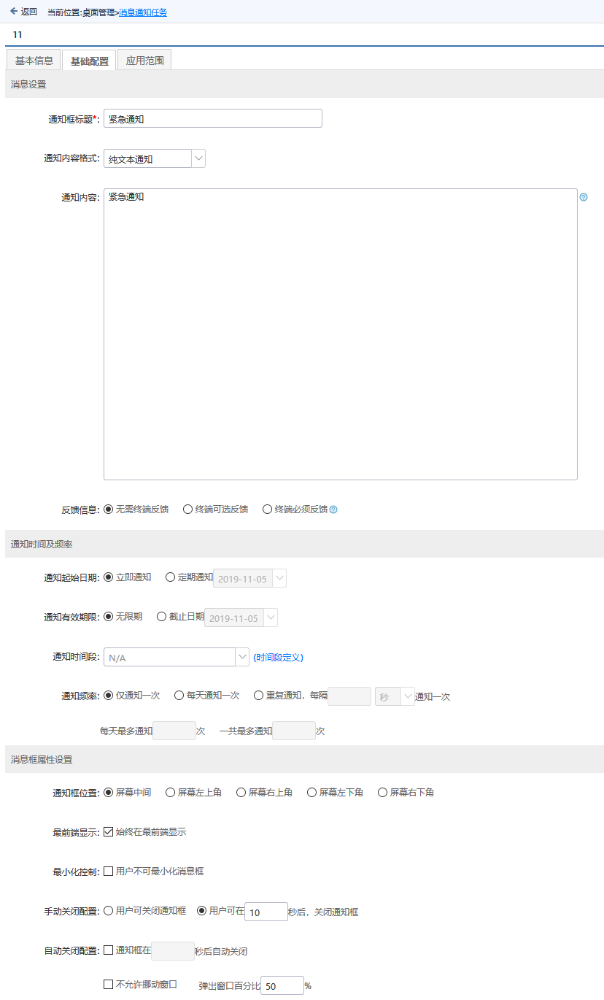 返回 当前位置:桌面管理>消息通知任务
11
基本信息 基础配置 应用范围
消息设置
通知框标题*: 紧急通知
通知内容格式: 纯文本通知
通知内容: 紧急通知
反馈信息: 无需终端反馈 终端可选反馈 终端必须反馈
通知时间及频率
通知起始日期: 立即通知 定期通知 2019-11-05
通知有效期限: 无限期 截止日期 2019-11-05
通知时间段: N/A (时间段定义)
通知频率: 仅通知一次 每天通知一次 重复通知，每隔 秒 通知一次
每天最多通知 次 一共最多通知 次
消息框属性设置
通知框位置: 屏幕中间 屏幕左上角 屏幕右上角 屏幕左下角 屏幕右下角
最前端显示: 始终在最前端显示
最小化控制: 用户不可最小化消息框
手动关闭配置: 用户可关闭通知框 用户可在 10 秒后，关闭通知框
自动关闭配置: 通知框在 秒后自动关闭
不允许挪动窗口 弹出窗口百分比 50 %